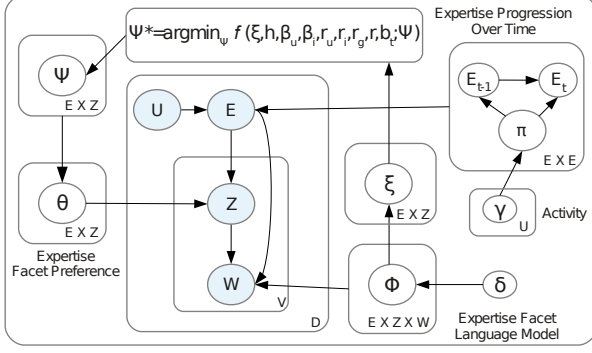 Ψ*=argmin_Ψ f (ξ,h,β_u,β_i,r_u,r_i,r_g,r,b_t;Ψ)
Expertise Progression
Over Time
Ψ
E X Z
U
E
E_t-1
E_t
π
E X E
θ
E X Z
Z
ξ
E X Z
γ
U
Activity
Expertise
Facet Preference
W
V
D
Φ
E X Z X W
δ
Expertise Facet
Language Model